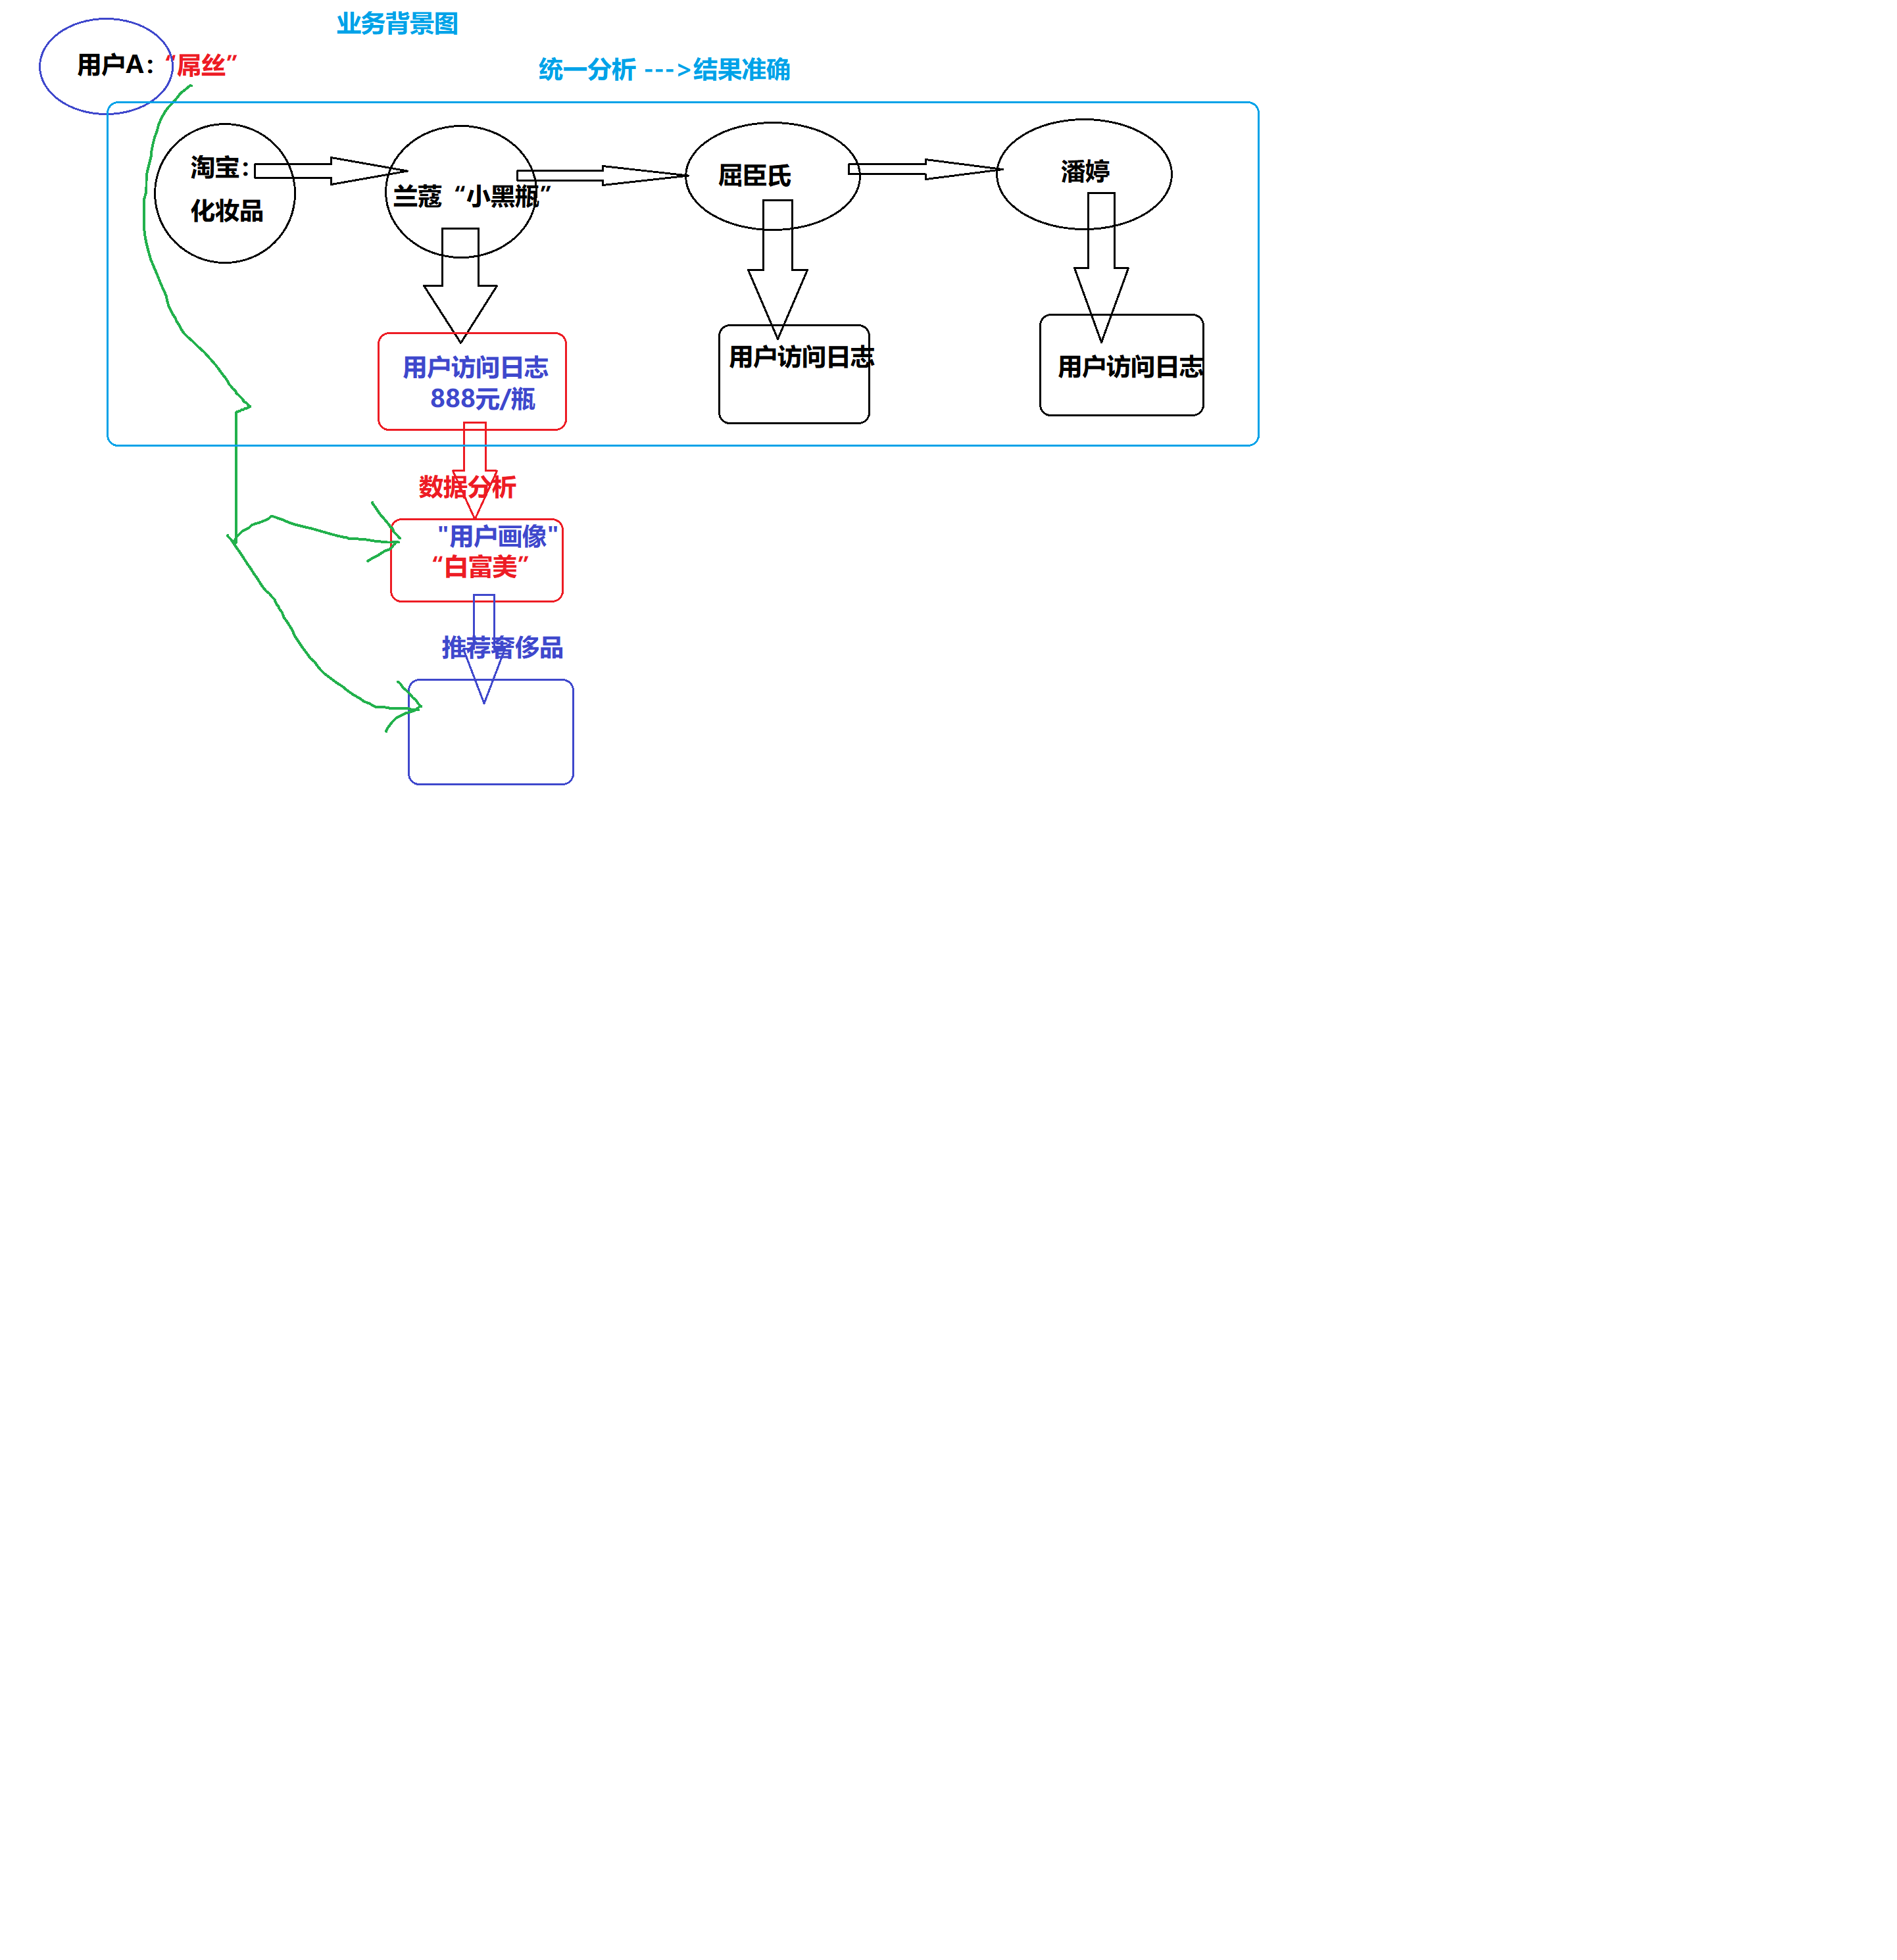 业务背景图
用户A：“屌丝”
统一分析 --->结果准确
淘宝：
化妆品
兰蔻“小黑瓶”
屈臣氏
潘婷
用户访问日志
888元/瓶
用户访问日志
用户访问日志
数据分析
"用户画像"
“白富美”
推荐奢侈品